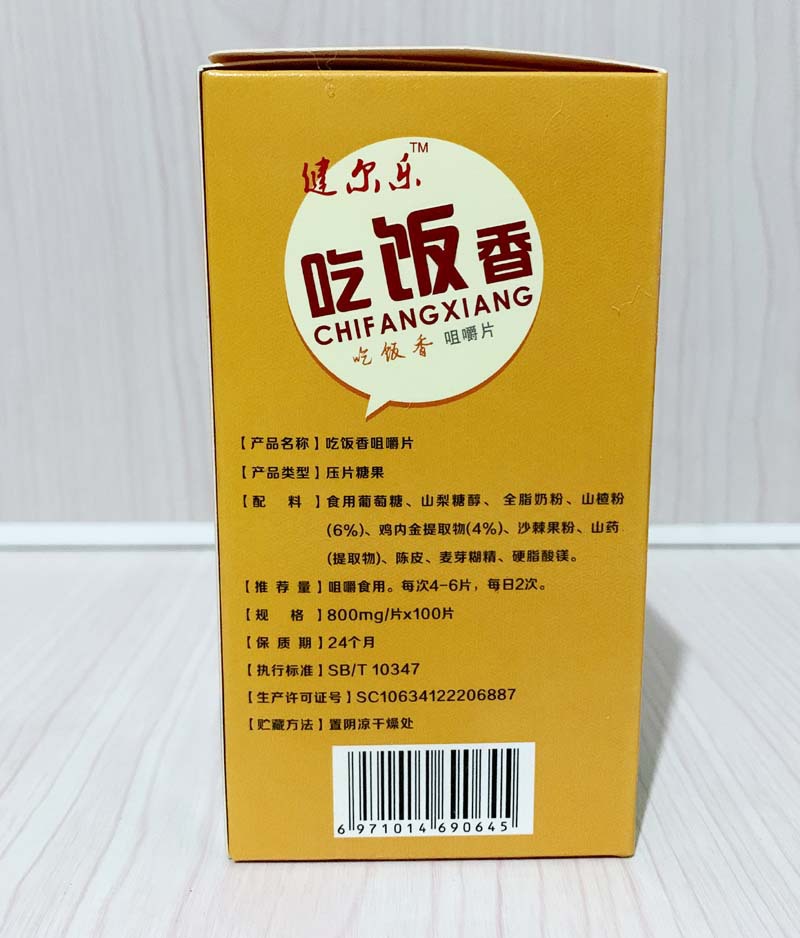 健尔乐™
吃饭香
CHIFANGXIANG
吃饭香 咀嚼片
【产品名称】吃饭香咀嚼片
【产品类型】压片糖果
【配 料】食用葡萄糖、山梨糖醇、全脂奶粉、山楂粉
(6%)、鸡内金提取物(4%)、沙棘果粉、山药
(提取物)、陈皮、麦芽糊精、硬脂酸镁。
【推荐量】咀嚼食用。每次4-6片，每日2次。
【规 格】800mg/片x100片
【保质期】24个月
【执行标准】SB/T 10347
【生产许可证号】SC10634122206887
【贮藏方法】置阴凉干燥处
6 971014 690645